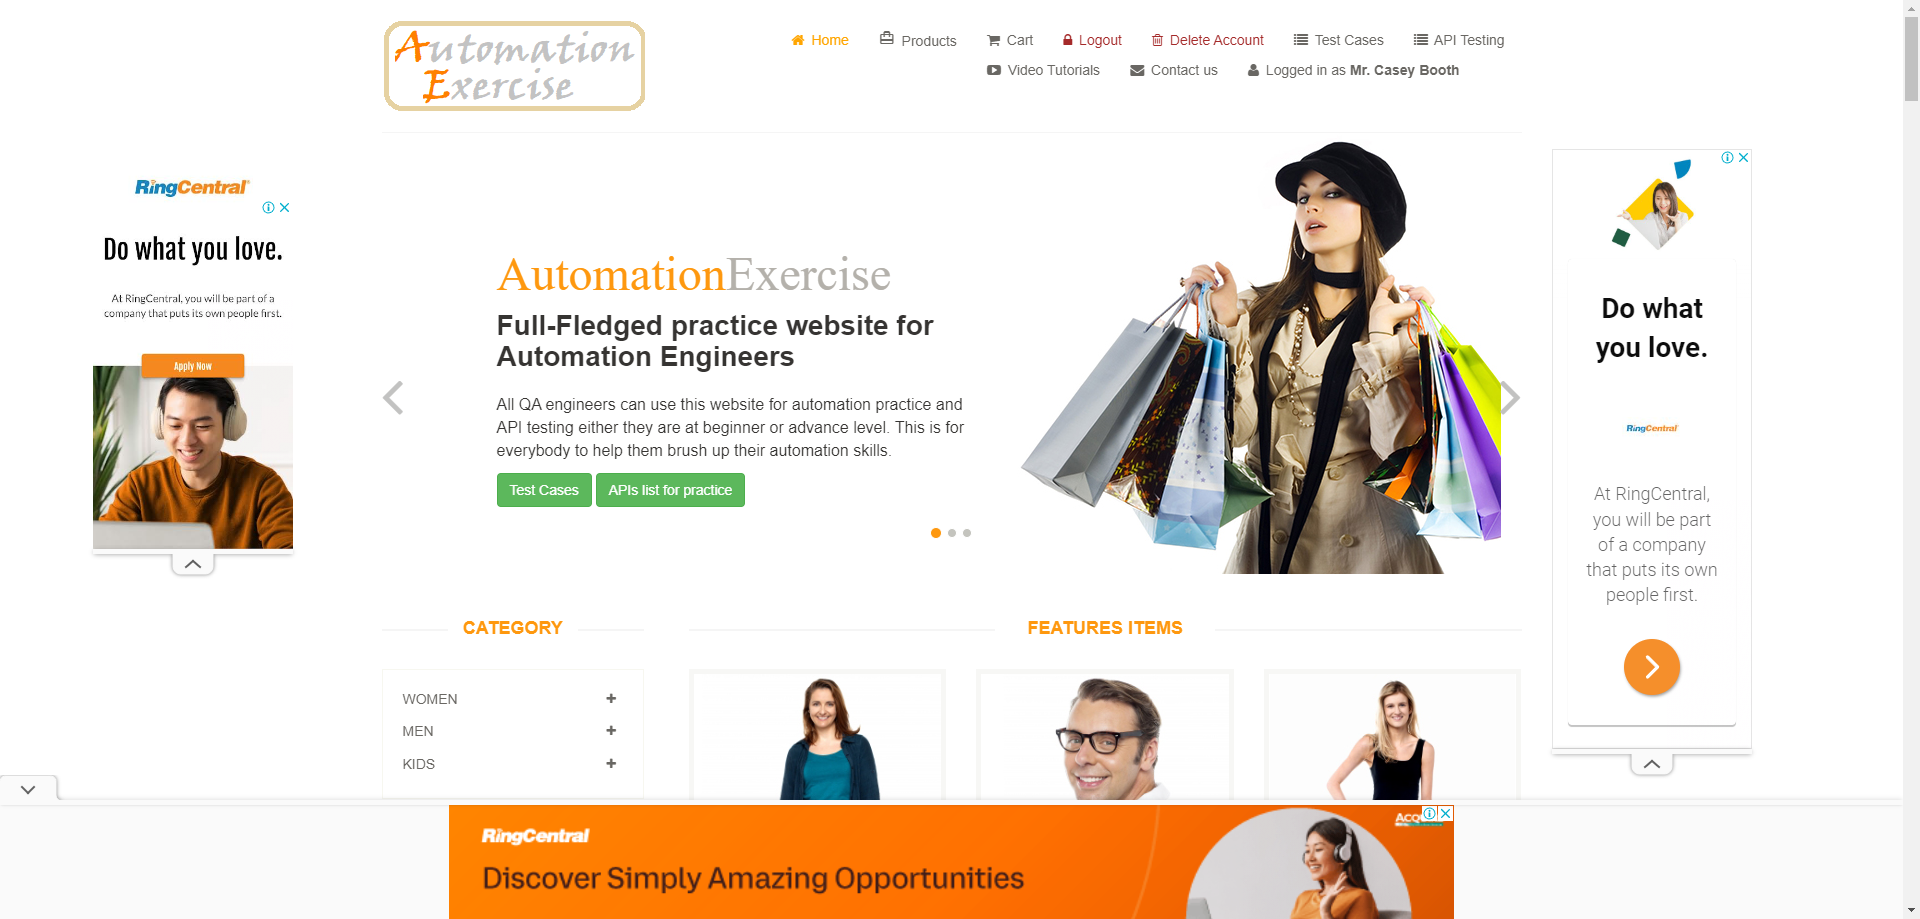 Automation
Exercise
Home
Products
Cart
Logout
Delete Account
Test Cases
API Testing
Video Tutorials
Contact us
Logged in as Mr. Casey Booth
RingCentral
Do what you love.
At RingCentral, you will be part of a
company that puts its own people first.
Apply Now
AutomationExercise
Full-Fledged practice website for
Automation Engineers
All QA engineers can use this website for automation practice and
API testing either they are at beginner or advance level. This is for
everybody to help them brush up their automation skills.
Test Cases
APIs list for practice
Do what
you love.
RingCentral
At RingCentral,
you will be part
of a company
that puts its own
people first.
CATEGORY
WOMEN
MEN
KIDS
FEATURES ITEMS
RingCentral
Discover Simply Amazing Opportunities